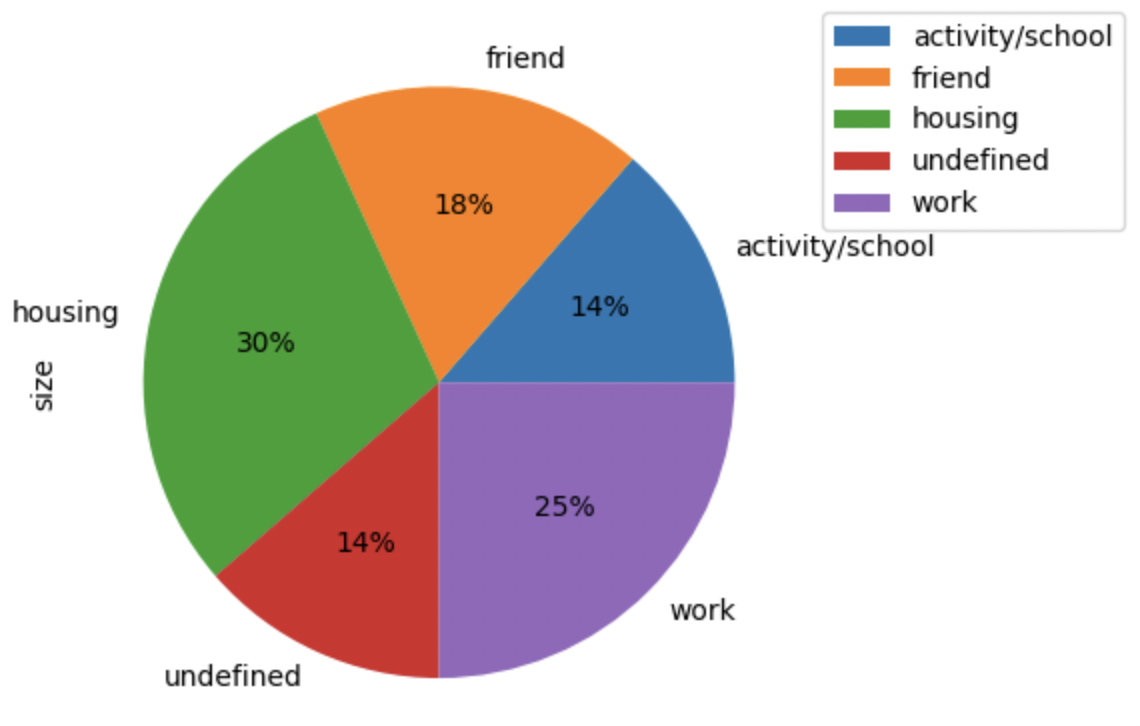 friend
activity/school
friend
housing
undefined
work
18%
activity/school
14%
housing
30%
size
25%
14%
work
undefined